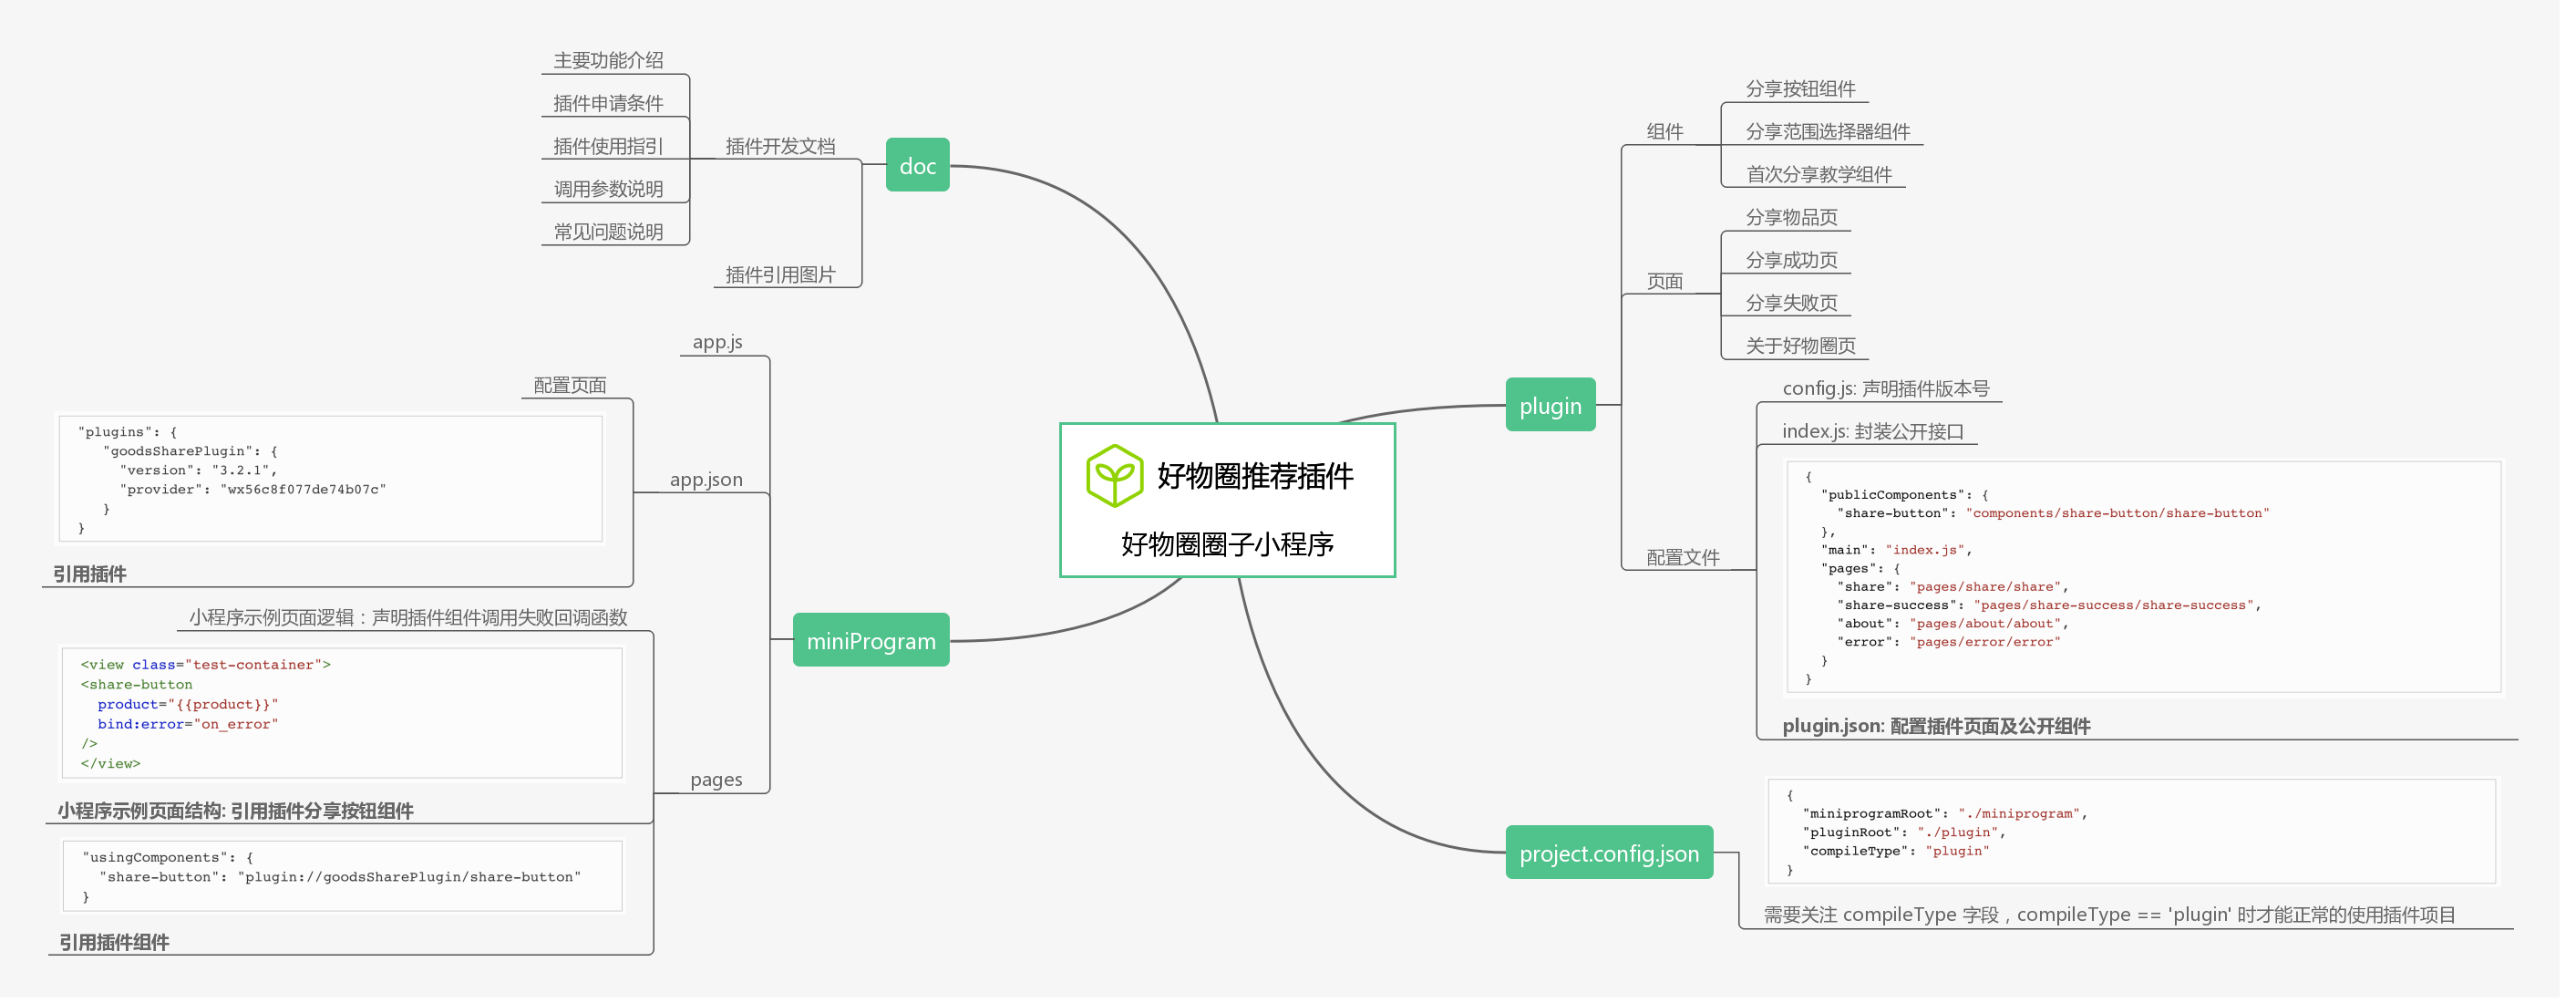 好物圈推荐插件
好物圈圈子小程序
doc
插件开发文档
主要功能介绍
插件申请条件
插件使用指引
调用参数说明
常见问题说明
插件引用图片
miniProgram
app.js
app.json
配置页面
"plugins": {
"goodsSharePlugin": {
"version": "3.2.1",
"provider": "wx56c8f077de74b07c"
}
}
引用插件
pages
小程序示例页面逻辑：声明插件组件调用失败回调函数
<view class="test-container">
<share-button
product="{{product}}"
bind:error="on_error"
/>
</view>
小程序示例页面结构: 引用插件分享按钮组件
"usingComponents": {
"share-button": "plugin://goodsSharePlugin/share-button"
}
引用插件组件
plugin
组件
分享按钮组件
分享范围选择器组件
首次分享教学组件
页面
分享物品页
分享成功页
分享失败页
关于好物圈页
配置文件
config.js: 声明插件版本号
index.js: 封装公开接口
{
"publicComponents": {
"share-button": "components/share-button/share-button"
},
"main": "index.js",
"pages": {
"share": "pages/share/share",
"share-success": "pages/share-success/share-success",
"about": "pages/about/about",
"error": "pages/error/error"
}
}
plugin.json: 配置插件页面及公开组件
project.config.json
{
"miniprogramRoot": "./miniprogram",
"pluginRoot": "./plugin",
"compileType": "plugin"
}
需要关注 compileType 字段，compileType == 'plugin' 时才能正常的使用插件项目